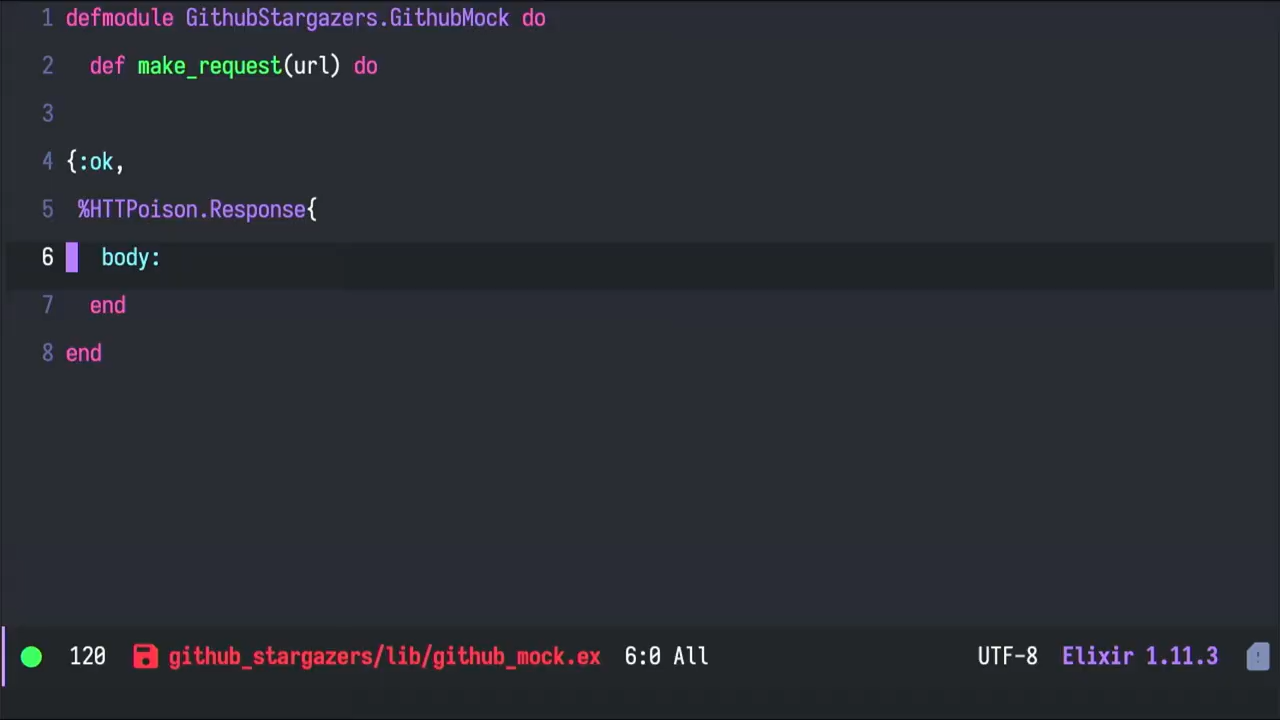 1 defmodule GithubStargazers.GithubMock do
2   def make_request(url) do
3
4 {:ok,
5  %HTTPoison.Response{
6    body:
7   end
8 end
120 github_stargazers/lib/github_mock.ex 6:0 All UTF-8 Elixir 1.11.3